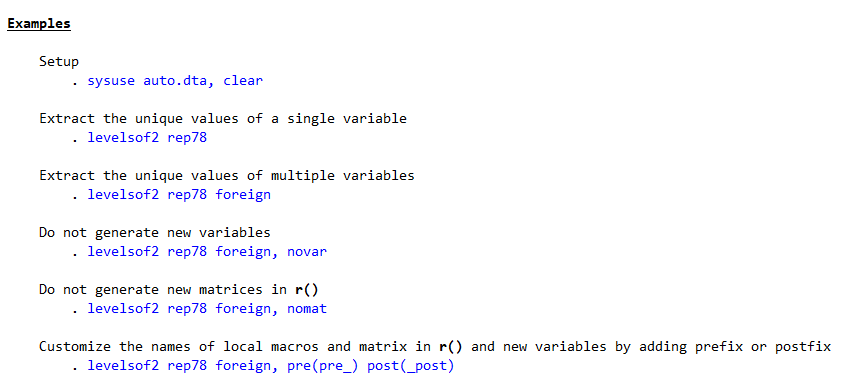 Examples
Setup
. sysuse auto.dta, clear
Extract the unique values of a single variable
. levelsof2 rep78
Extract the unique values of multiple variables
. levelsof2 rep78 foreign
Do not generate new variables
. levelsof2 rep78 foreign, novar
Do not generate new matrices in r()
. levelsof2 rep78 foreign, nomat
Customize the names of local macros and matrix in r() and new variables by adding prefix or postfix
. levelsof2 rep78 foreign, pre(pre_) post(_post)